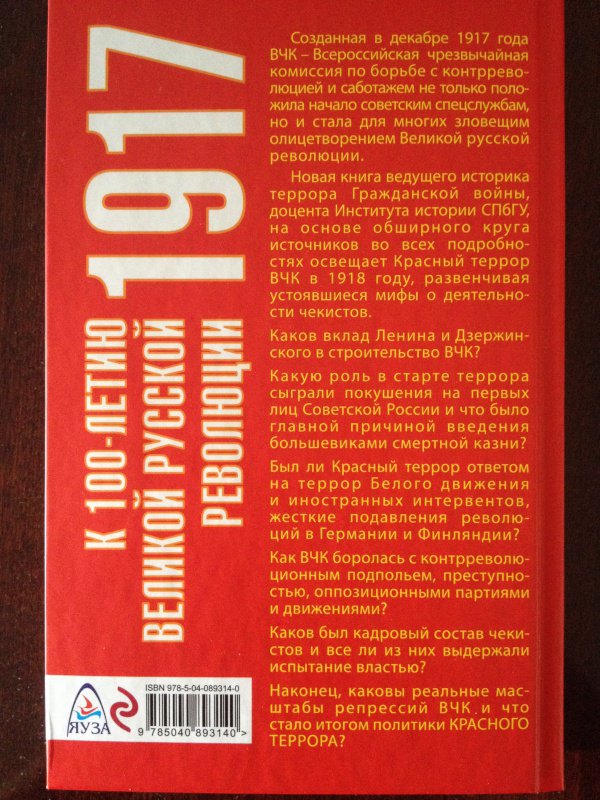 К 100-ЛЕТИЮ
ВЕЛИКОЙ РУССКОЙ
РЕВОЛЮЦИИ
1917
Созданная в декабре 1917 года
ВЧК – Всероссийская чрезвычайная
комиссия по борьбе с контррево-
люцией и саботажем не только поло-
жила начало советским спецслужбам,
но и стала для многих зловещим
олицетворением Великой русской
революции.
Новая книга ведущего историка
террора Гражданской войны,
доцента Института истории СПбГУ,
на основе обширного круга
источников во всех подробно-
стях освещает Красный террор
ВЧК в 1918 году, развенчивая
устоявшиеся мифы о деятельно-
сти чекистов.
Каков вклад Ленина и Дзержин-
ского в строительство ВЧК?
Какую роль в старте террора
сыграли покушения на первых
лиц Советской России и что было
главной причиной введения
большевиками смертной казни?
Был ли Красный террор ответом
на террор Белого движения
и иностранных интервентов,
жесткие подавления револю-
ций в Германии и Финляндии?
Как ВЧК боролась с контрреволю-
ционным подпольем, преступно-
стью, оппозиционными партиями
и движениями?
Каков был кадровый состав чеки-
стов и все ли из них выдержали
испытание властью?
Наконец, каковы реальные мас-
штабы репрессий ВЧК и что
стало итогом политики КРАСНОГО
ТЕРРОРА?
ЯУЗА
ISBN 978-5-04-089314-0
9 785040 893140 >